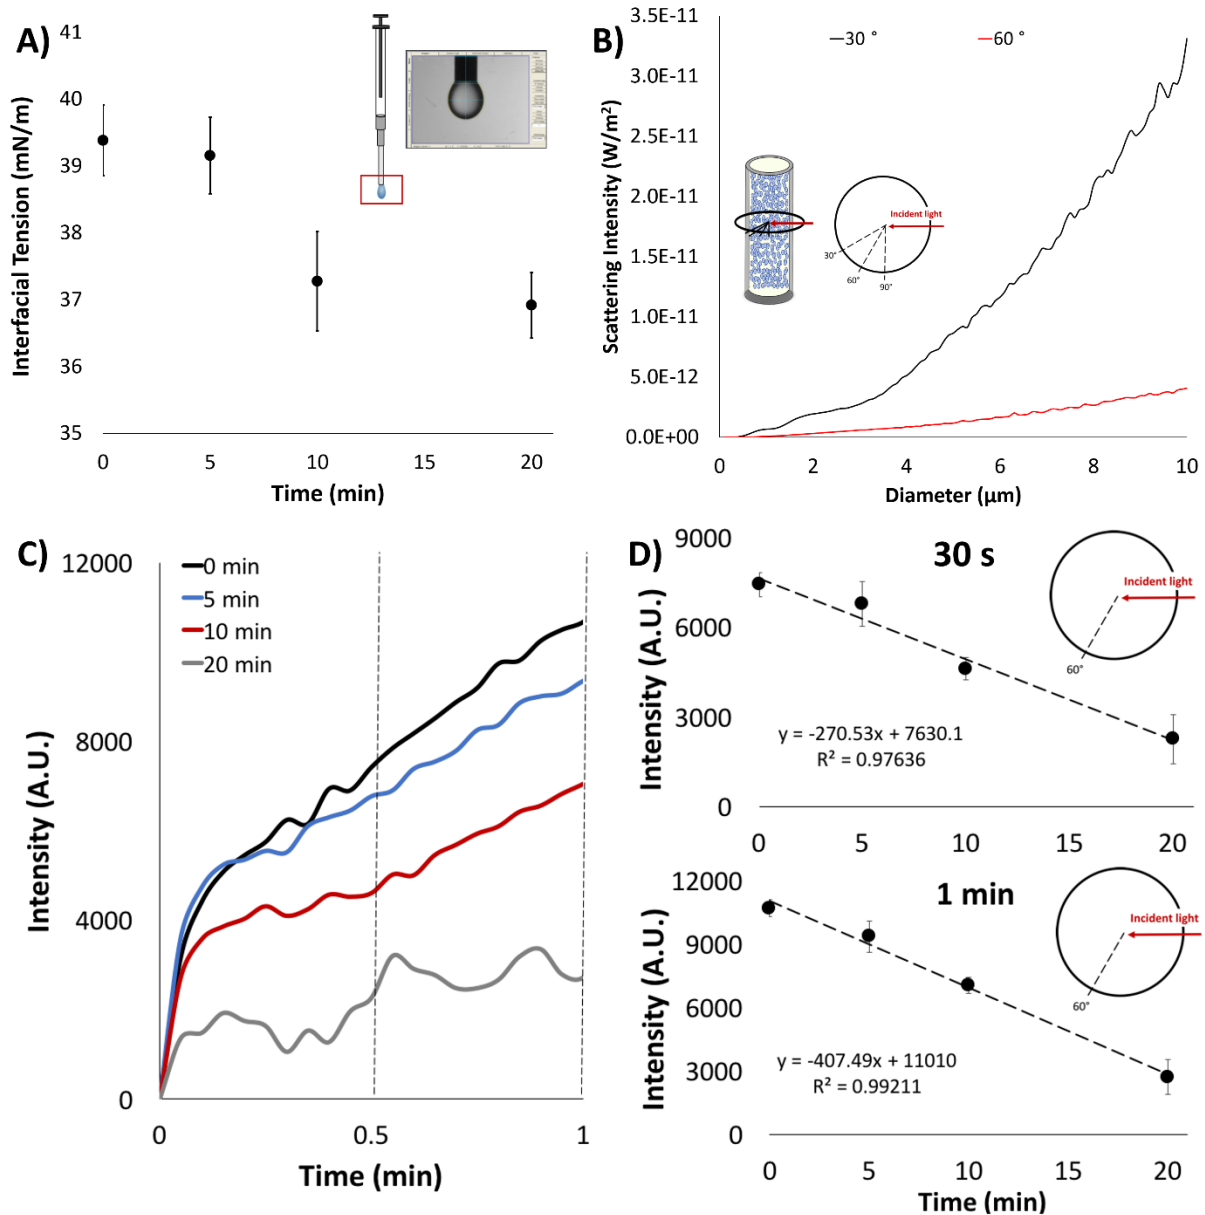 A)
41
40
39
38
37
36
35
Interfacial Tension (mN/m)
0
5
10
15
20
Time (min)
B)
3.5E-11
3.0E-11
2.5E-11
2.0E-11
1.5E-11
1.0E-11
5.0E-12
0.0E+00
Scattering Intensity (W/m²)
30 °
60 °
Incident light
30°
60°
90°
0
2
4
6
8
10
Diameter (μm)
C)
12000
8000
4000
0
Intensity (A.U.)
0 min
5 min
10 min
20 min
0
0.5
1
Time (min)
D)
30 s
9000
6000
3000
0
Intensity (A.U.)
Incident light
60°
y = -270.53x + 7630.1
R² = 0.97636
0
5
10
15
20
1 min
12000
9000
6000
3000
0
Intensity (A.U.)
Incident light
60°
y = -407.49x + 11010
R² = 0.99211
0
5
10
15
20
Time (min)